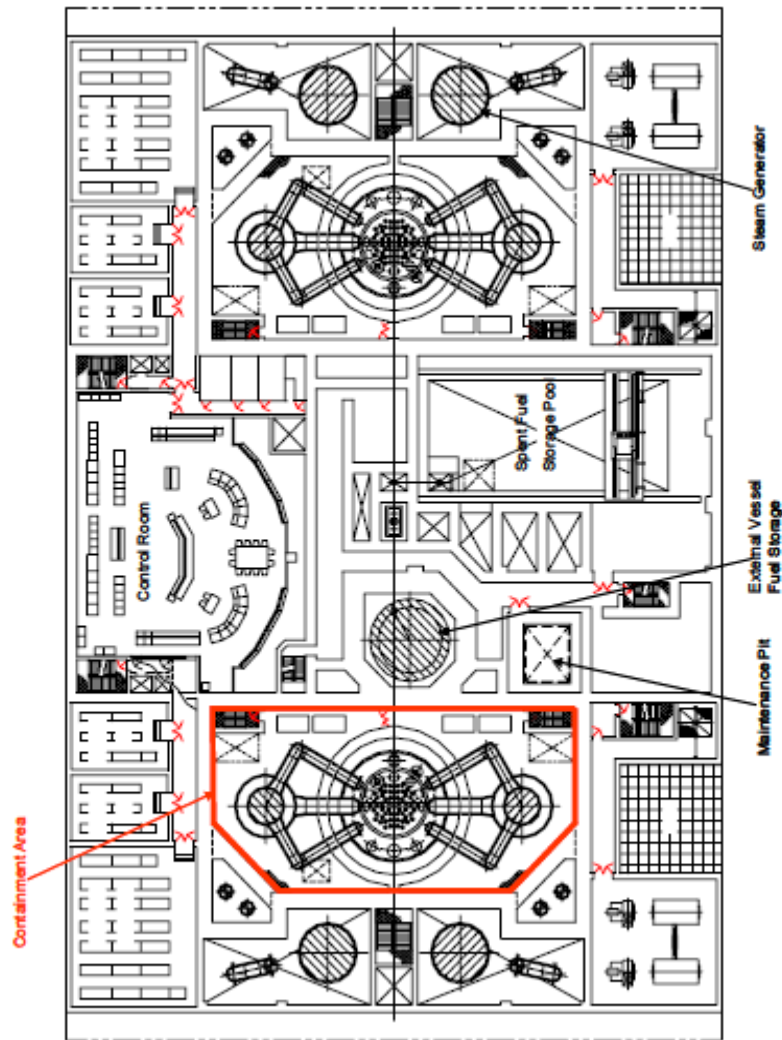 Steam Generator
Spent Fuel
Storage Pool
Control Room
External Vessel
Fuel Storage
Maintenance Pit
Containment Area